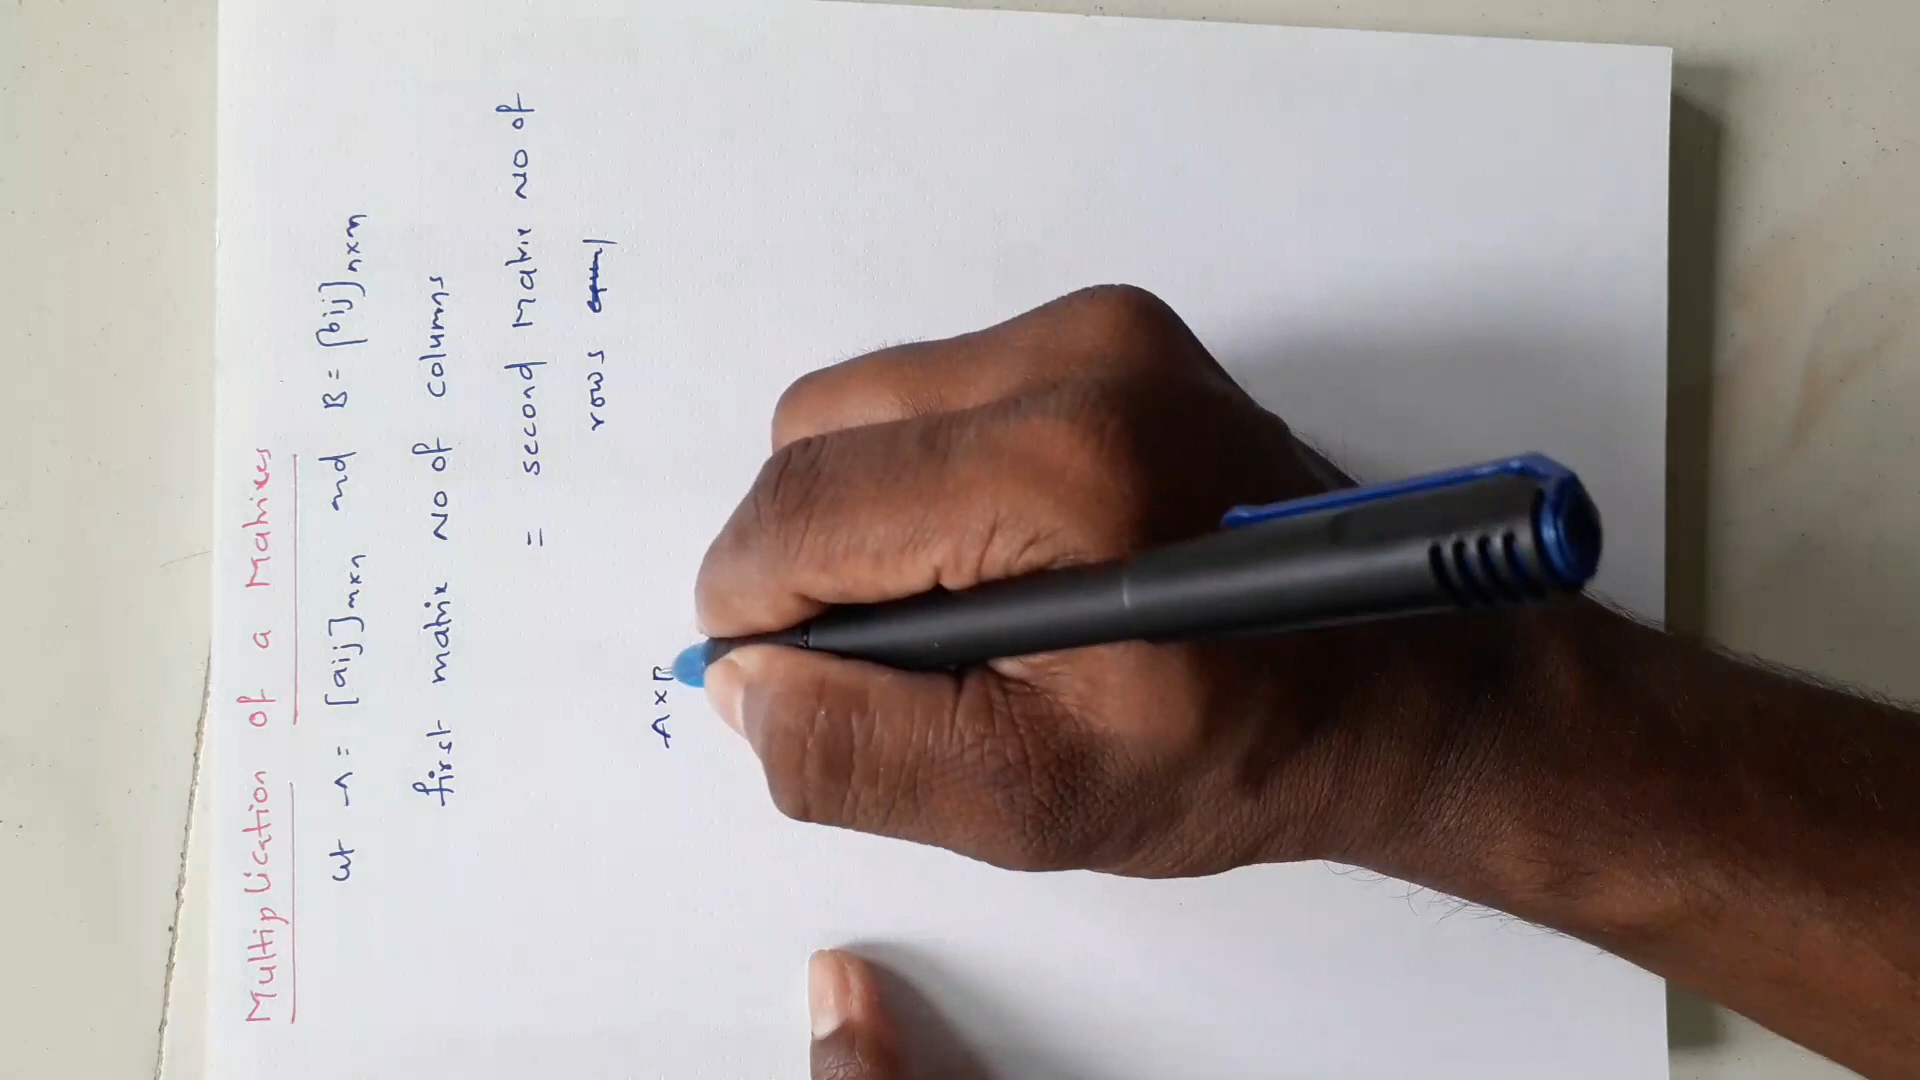 Multiplication of a Matrices
let A = [aij]mxn and B = [bij]nxm
first matrix No of columns
= second Matrix No of
rows
A x B